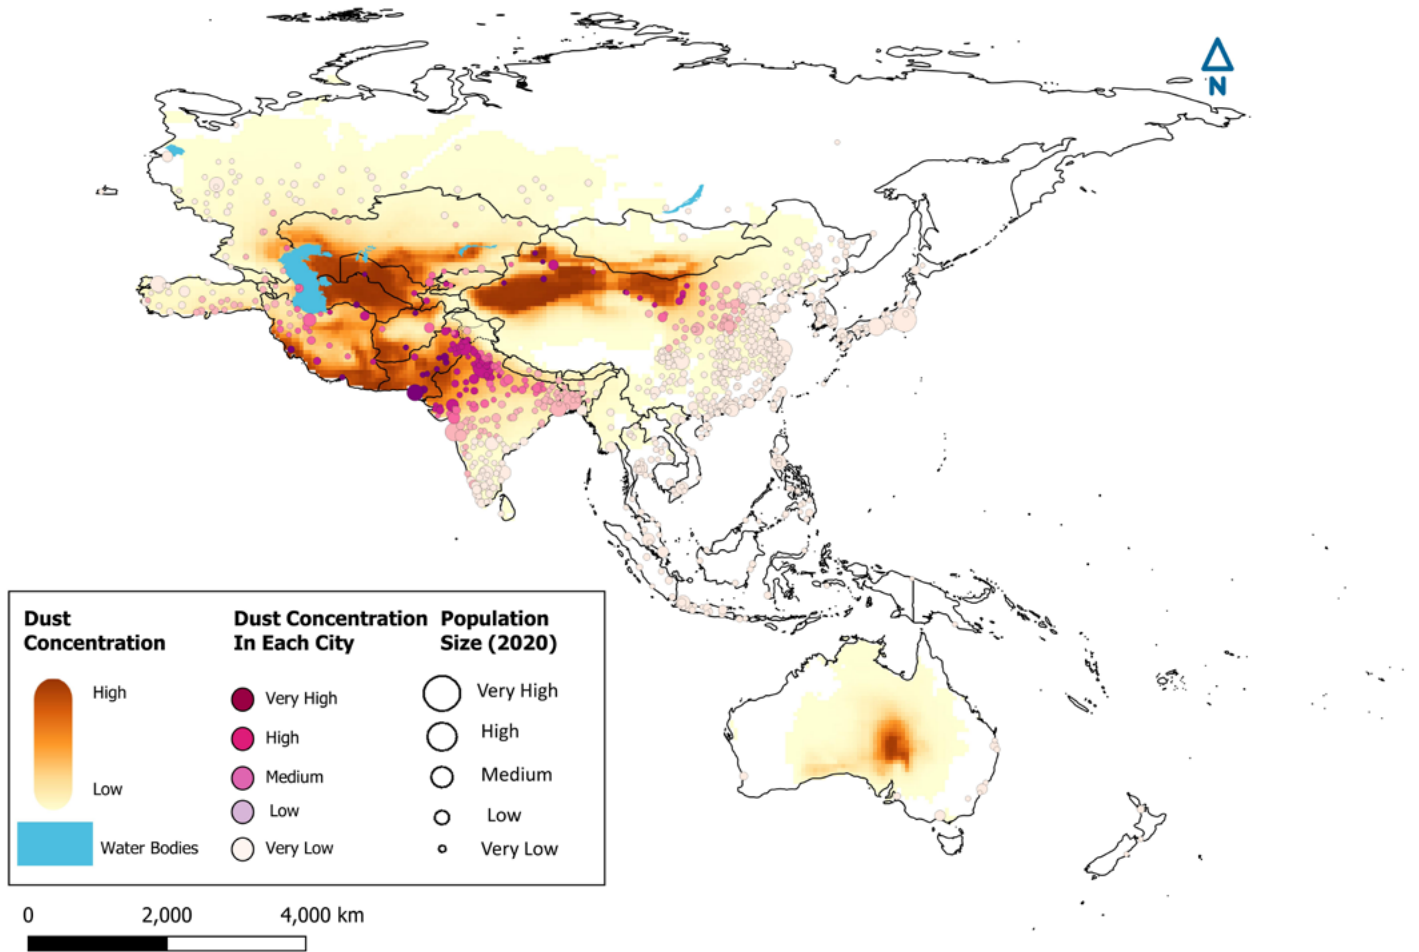 N
Dust
Concentration
High
Low
Water Bodies
Dust Concentration
In Each City
Very High
High
Medium
Low
Very Low
Population
Size (2020)
Very High
High
Medium
Low
Very Low
0 2,000 4,000 km